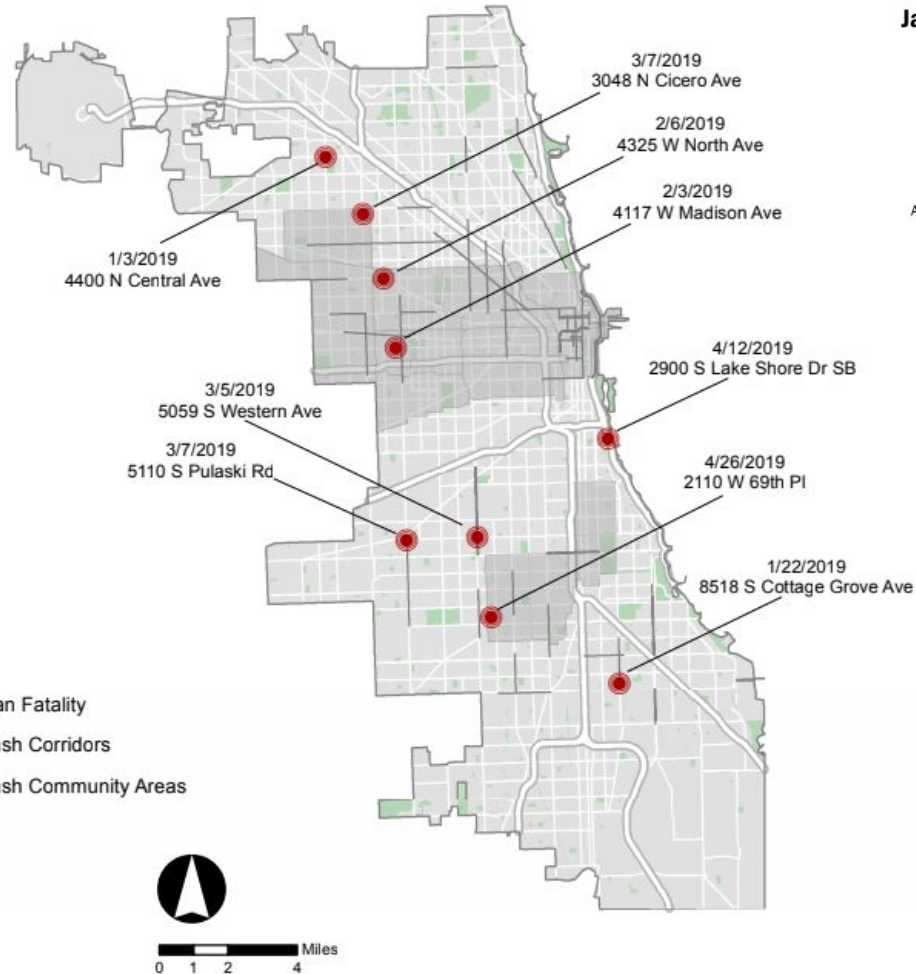 Ja
3/7/2019
3048 N Cicero Ave
2/6/2019
4325 W North Ave
2/3/2019
4117 W Madison Ave
A
1/3/2019
4400 N Central Ave
4/12/2019
2900 S Lake Shore Dr SB
3/5/2019
5059 S Western Ave
3/7/2019
5110 S Pulaski Rd
4/26/2019
2110 W 69th Pl
1/22/2019
8518 S Cottage Grove Ave
an Fatality
sh Corridors
sh Community Areas
Miles
0 1 2 4